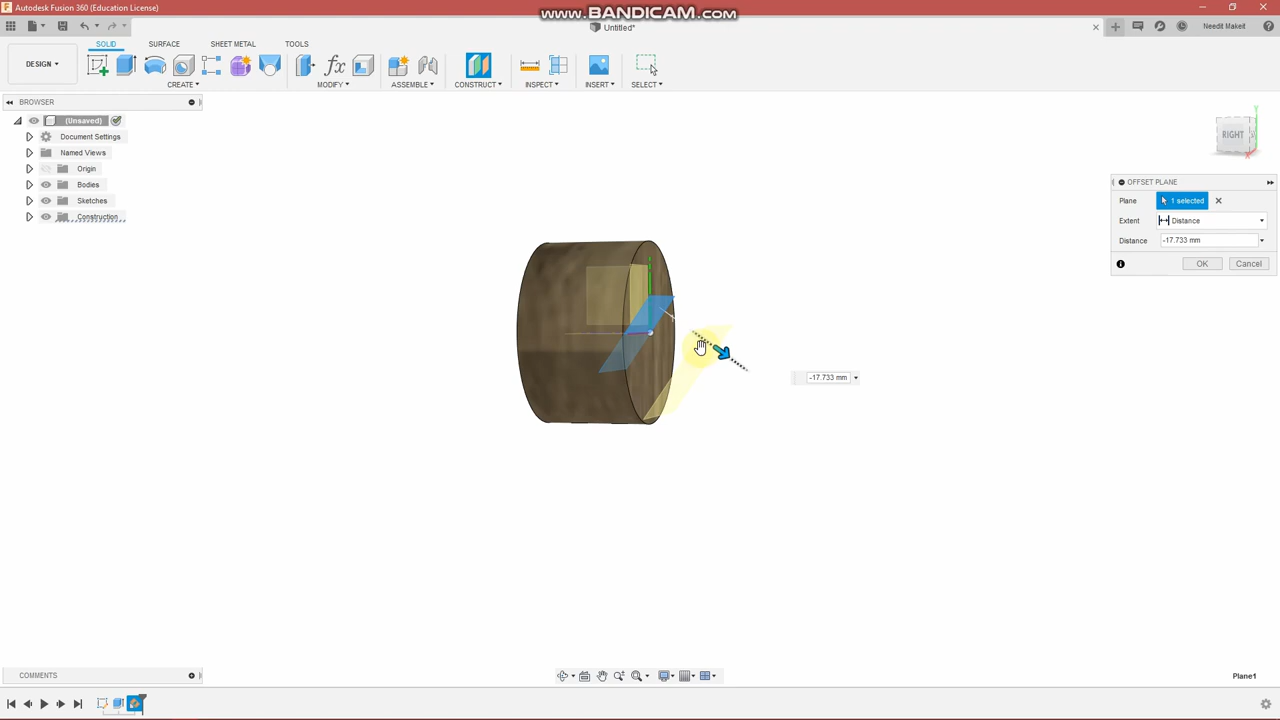 Autodesk Fusion 360 (Education License)
www.BANDICAM.com
Untitled*
Needit Makeit
DESIGN
SOLID SURFACE SHEET METAL TOOLS
CREATE MODIFY ASSEMBLE CONSTRUCT INSPECT INSERT SELECT
BROWSER
(Unsaved)
Document Settings
Named Views
Origin
Bodies
Sketches
Construction
Y
RIGHT
X
OFFSET PLANE
Plane 1 selected
Extent Distance
Distance -17.733 mm
OK Cancel
-17.733 mm
COMMENTS
Plane1